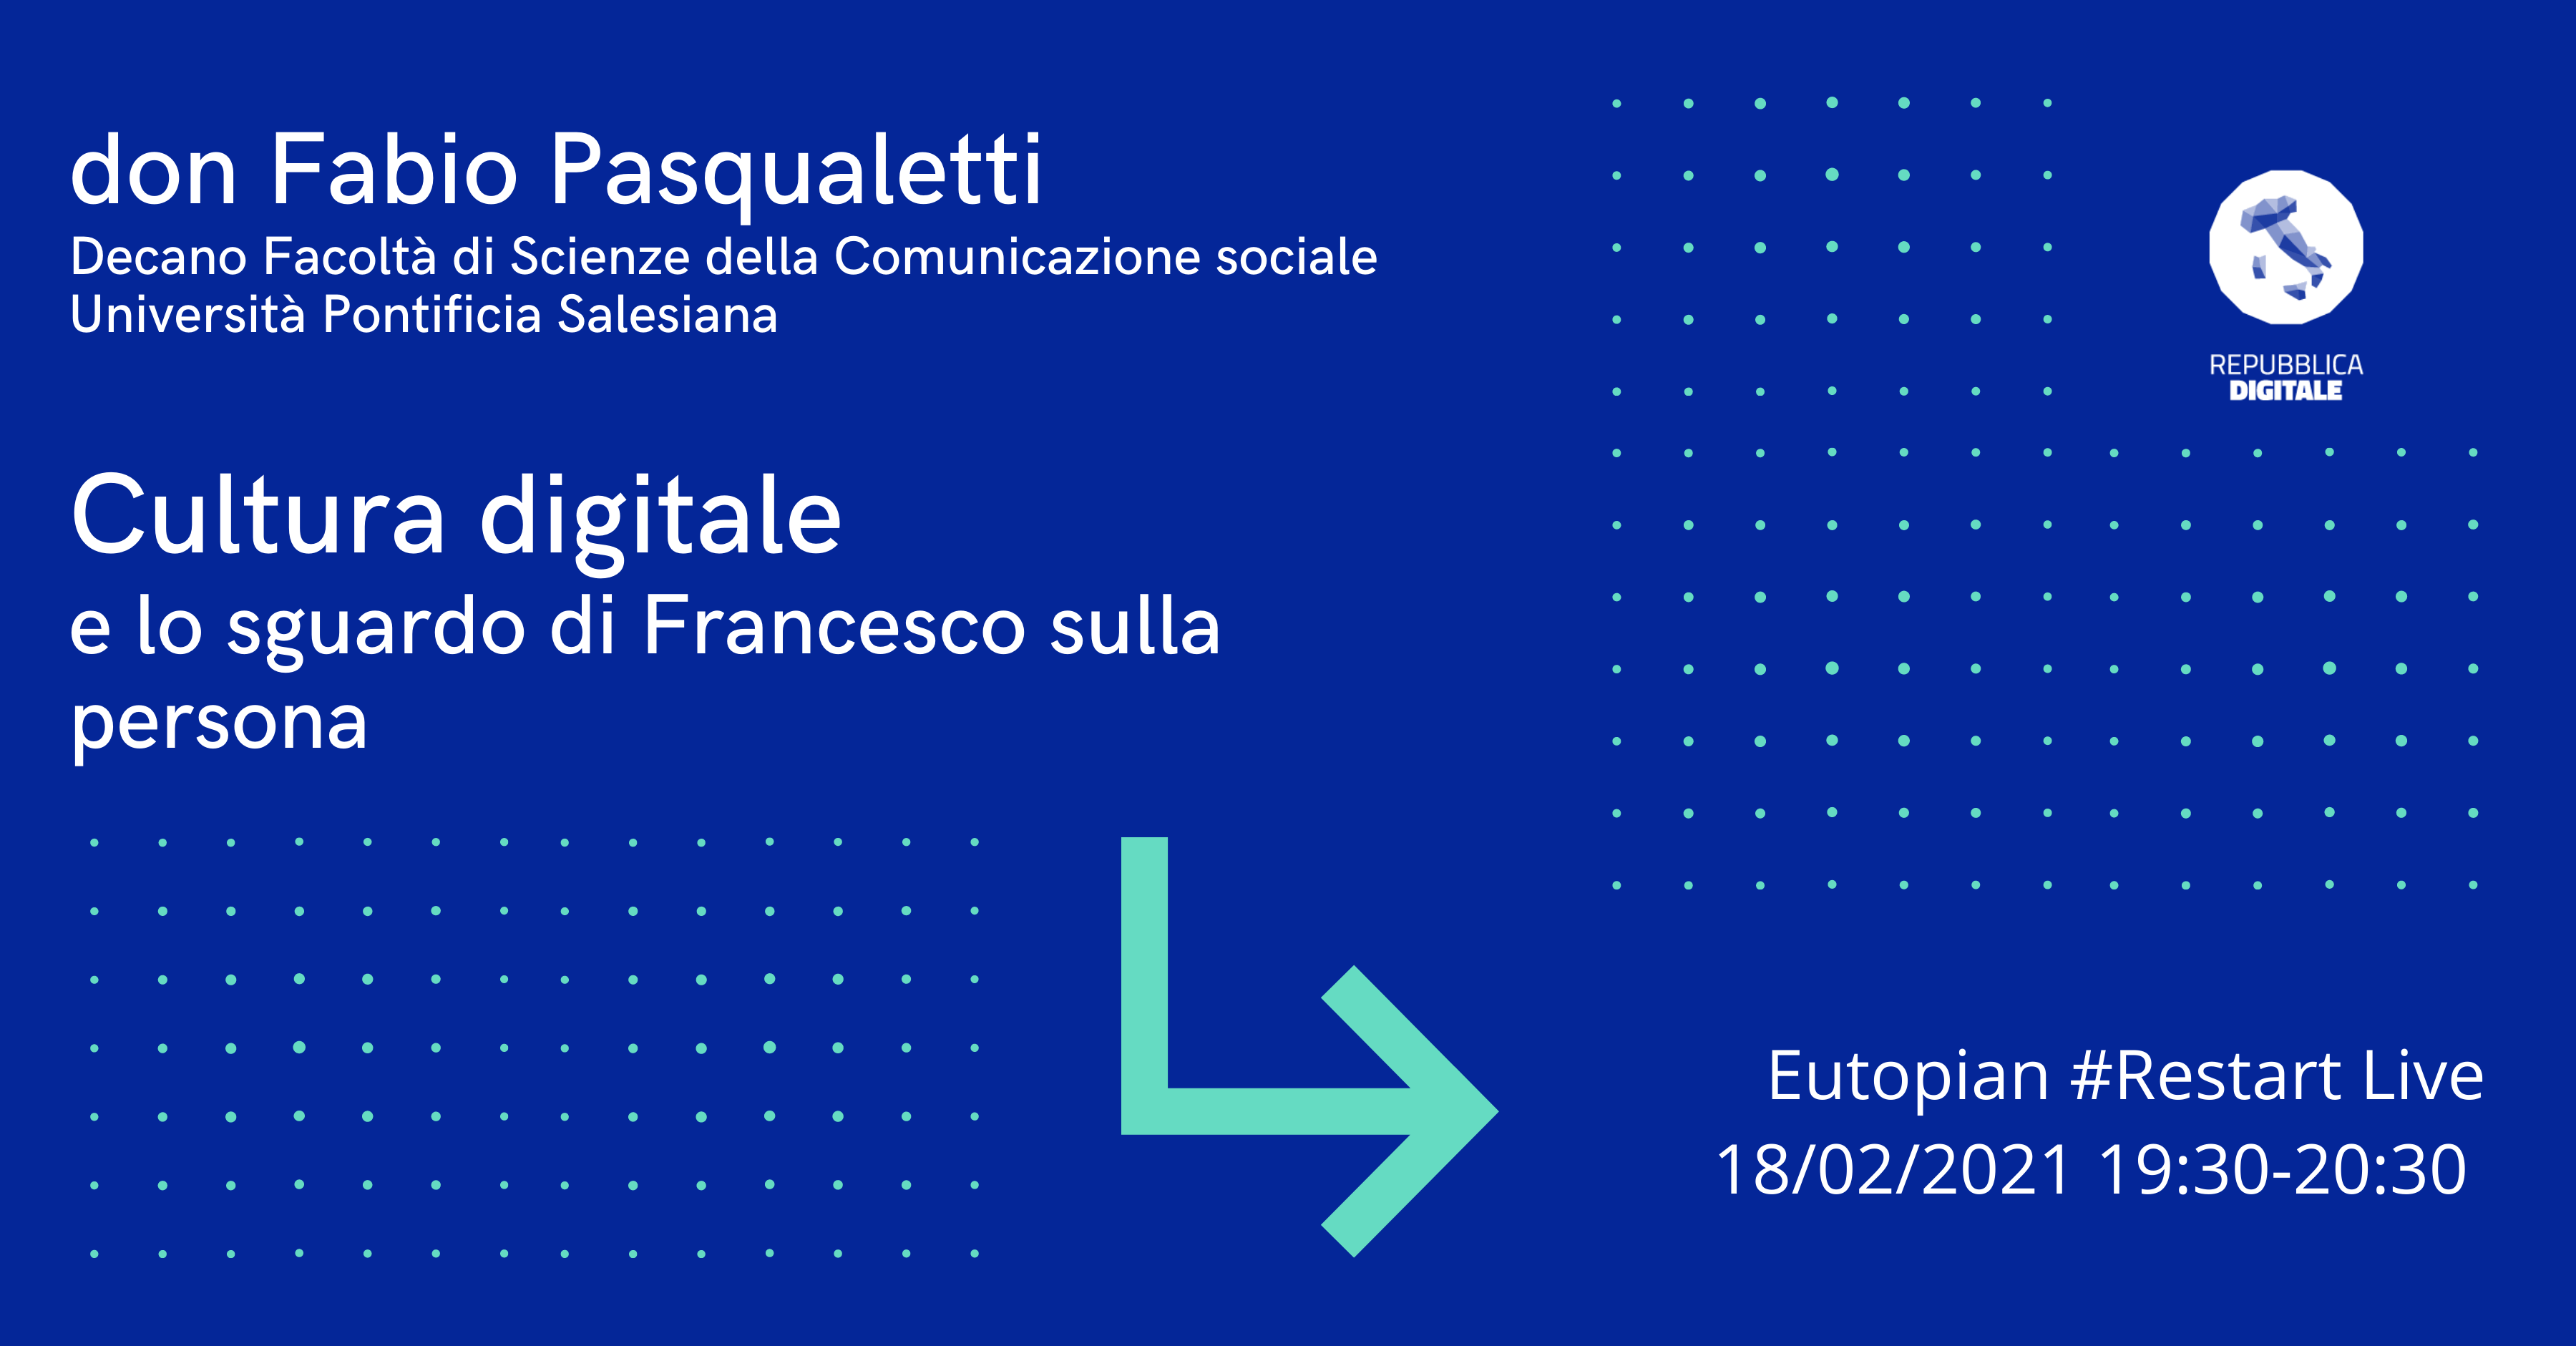 don Fabio Pasqualetti
Decano Facoltà di Scienze della Comunicazione sociale
Università Pontificia Salesiana
REPUBBLICA
DIGITALE
Cultura digitale
e lo sguardo di Francesco sulla
persona
Eutopian #Restart Live
18/02/2021 19:30-20:30